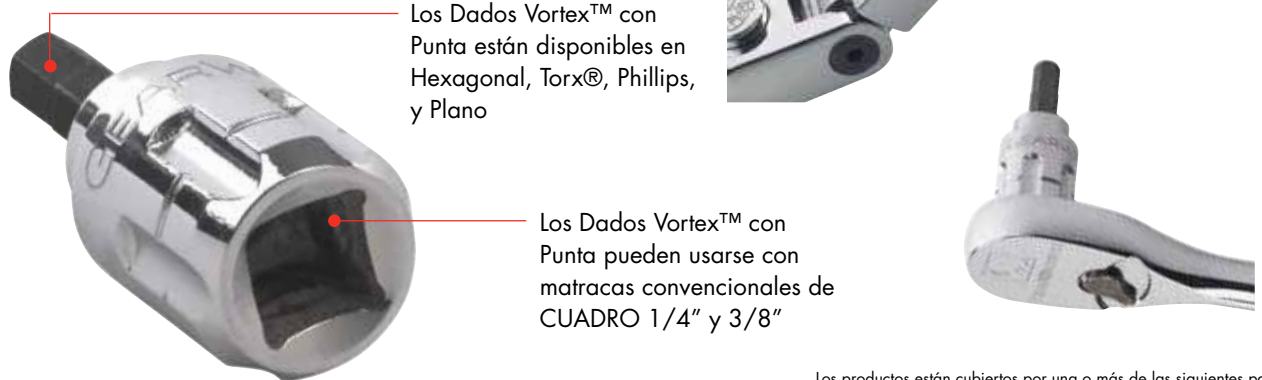 Los Dados Vortex™ con
Punta están disponibles en
Hexagonal, Torx®, Phillips,
y Plano
Los Dados Vortex™ con
Punta pueden usarse con
matracas convencionales de
CUADRO 1/4” y 3/8”
Los productos están cubiertos por una o más de las siguientes